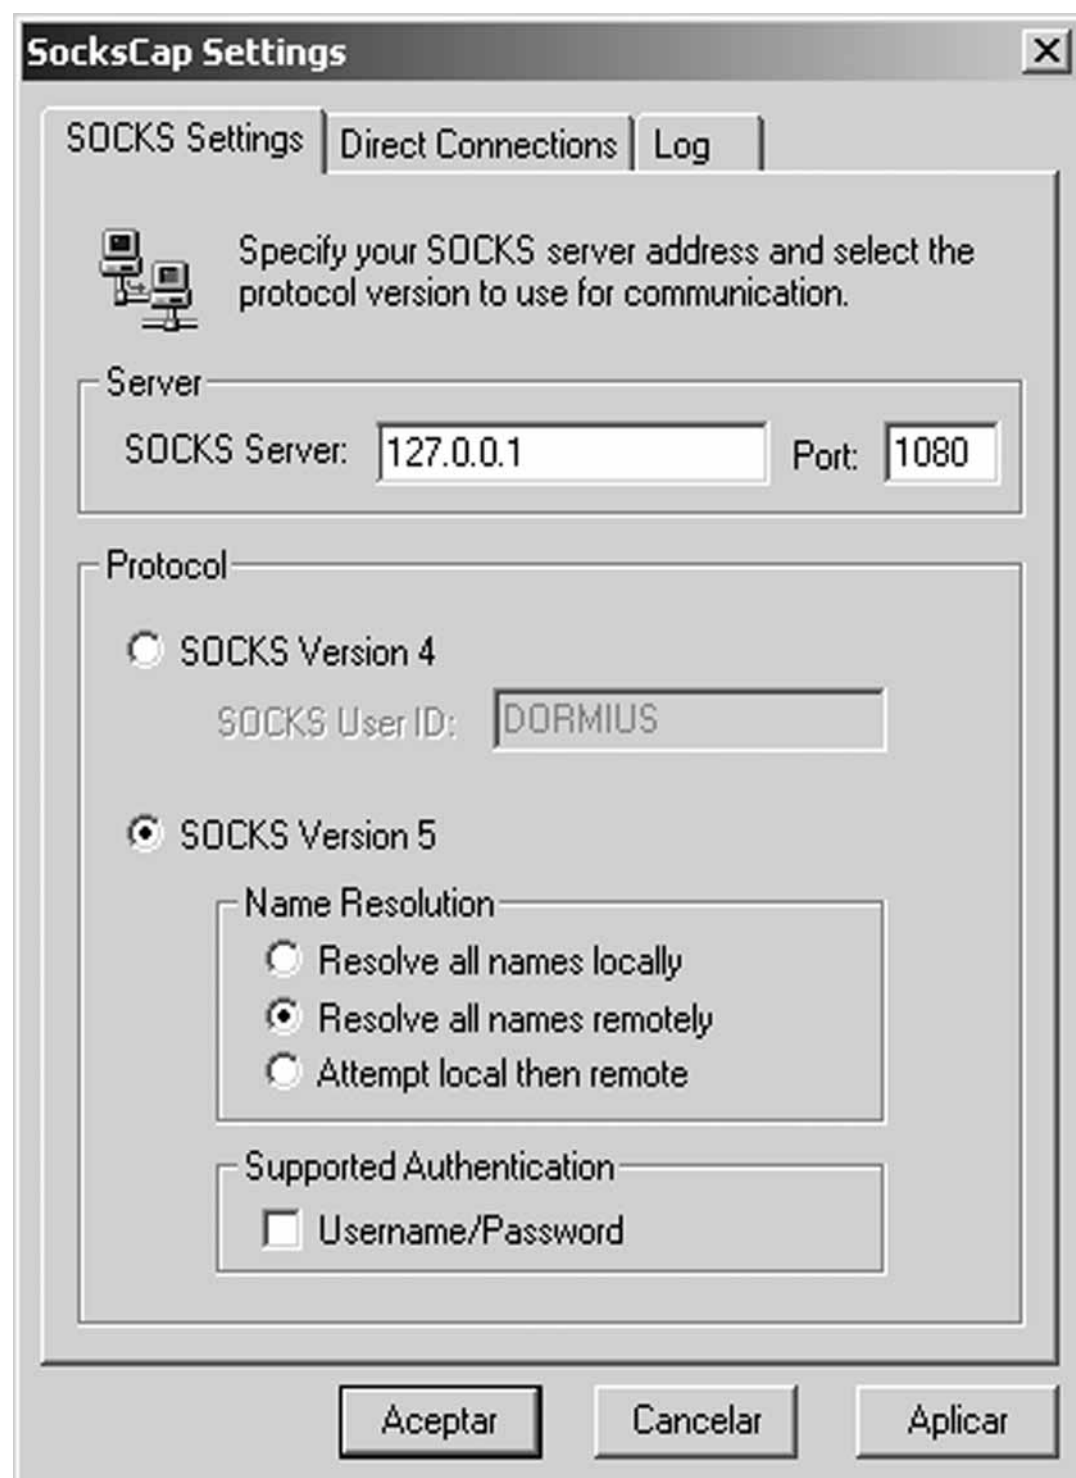 SocksCap Settings
SOCKS Settings Direct Connections Log
Specify your SOCKS server address and select the
protocol version to use for communication.
Server
SOCKS Server: 127.0.0.1 Port: 1080
Protocol
SOCKS Version 4
SOCKS User ID: DORMIUS
SOCKS Version 5
Name Resolution
Resolve all names locally
Resolve all names remotely
Attempt local then remote
Supported Authentication
Username/Password
Aceptar Cancelar Aplicar